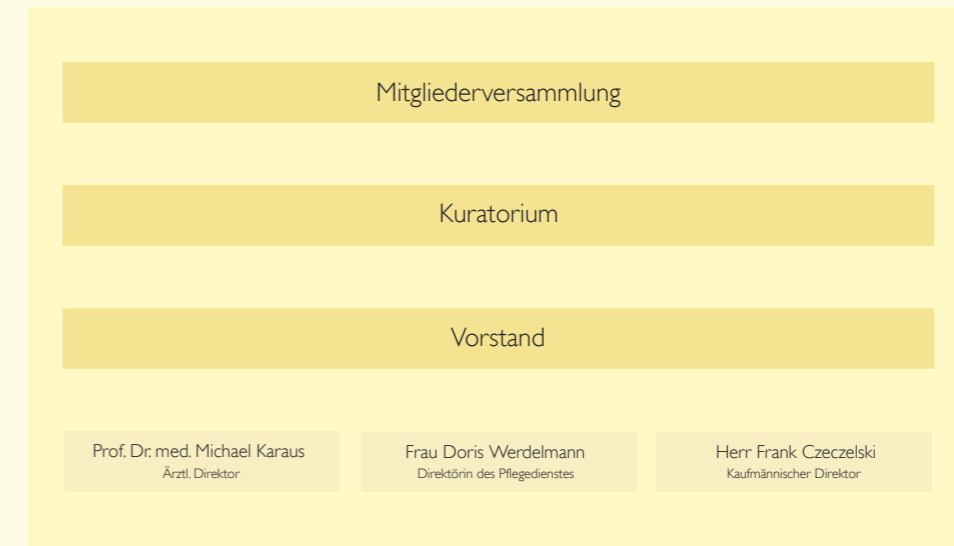 Mitgliederversammlung
Kuratorium
Vorstand
Prof. Dr. med. Michael Karaus
Ärztl. Direktor
Frau Doris Werdelmann
Direktörin des Pflegedienstes
Herr Frank Czeczelski
Kaufmännischer Direktor